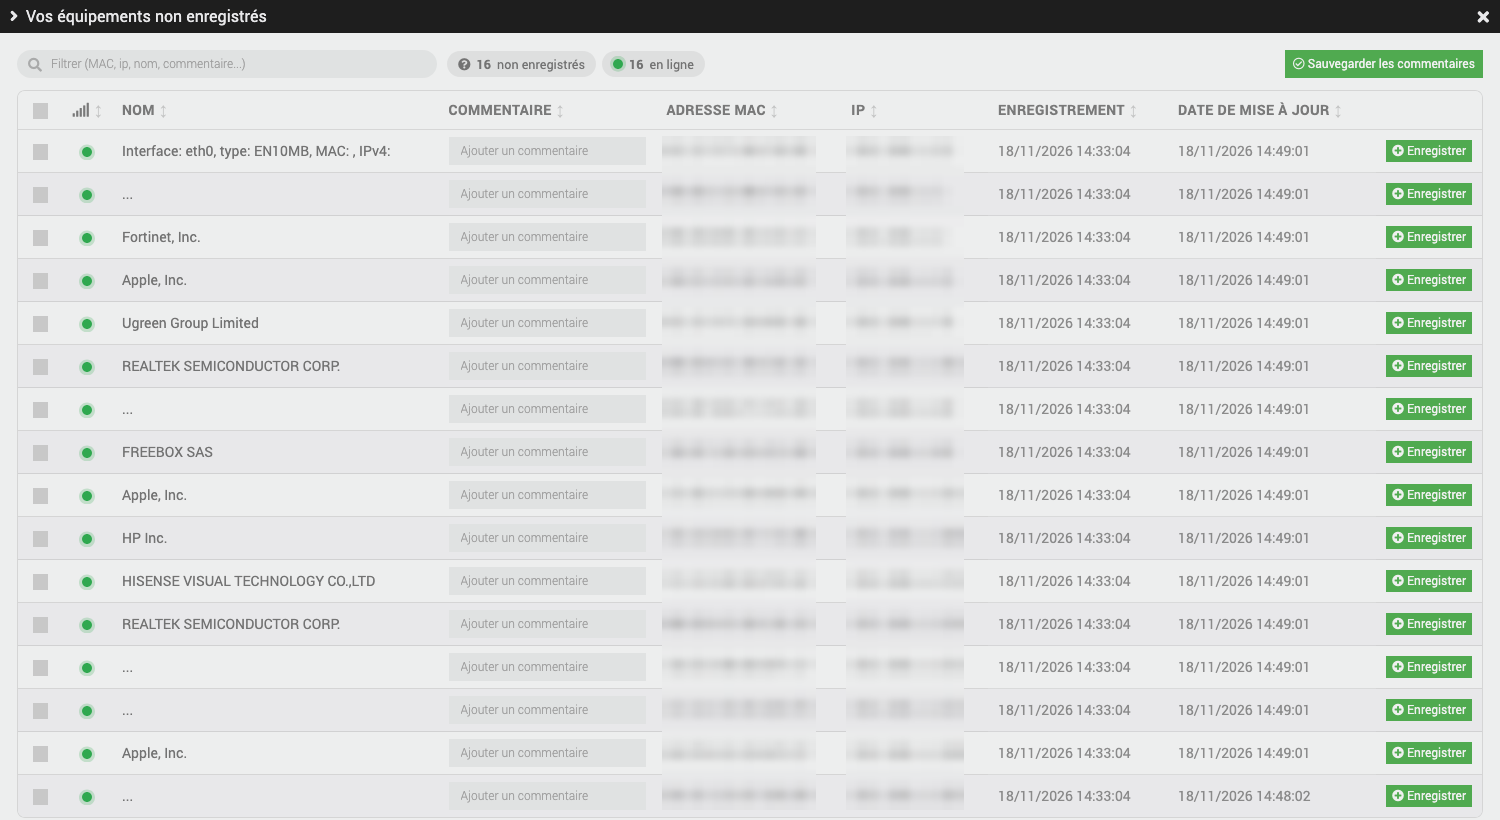 Vos équipements non enregistrés
Filtrer (MAC, ip, nom, commentaire...) 16 non enregistrés 16 en ligne Sauvegarder les commentaires
NOM COMMENTAIRE ADRESSE MAC IP ENREGISTREMENT DATE DE MISE À JOUR
Interface: eth0, type: EN10MB, MAC: , IPv4: Ajouter un commentaire 18/11/2026 14:33:04 18/11/2026 14:49:01 Enregistrer
... Ajouter un commentaire 18/11/2026 14:33:04 18/11/2026 14:49:01 Enregistrer
Fortinet, Inc. Ajouter un commentaire 18/11/2026 14:33:04 18/11/2026 14:49:01 Enregistrer
Apple, Inc. Ajouter un commentaire 18/11/2026 14:33:04 18/11/2026 14:49:01 Enregistrer
Ugreen Group Limited Ajouter un commentaire 18/11/2026 14:33:04 18/11/2026 14:49:01 Enregistrer
REALTEK SEMICONDUCTOR CORP. Ajouter un commentaire 18/11/2026 14:33:04 18/11/2026 14:49:01 Enregistrer
... Ajouter un commentaire 18/11/2026 14:33:04 18/11/2026 14:49:01 Enregistrer
FREEBOX SAS Ajouter un commentaire 18/11/2026 14:33:04 18/11/2026 14:49:01 Enregistrer
Apple, Inc. Ajouter un commentaire 18/11/2026 14:33:04 18/11/2026 14:49:01 Enregistrer
HP Inc. Ajouter un commentaire 18/11/2026 14:33:04 18/11/2026 14:49:01 Enregistrer
HISENSE VISUAL TECHNOLOGY CO.,LTD Ajouter un commentaire 18/11/2026 14:33:04 18/11/2026 14:49:01 Enregistrer
REALTEK SEMICONDUCTOR CORP. Ajouter un commentaire 18/11/2026 14:33:04 18/11/2026 14:49:01 Enregistrer
... Ajouter un commentaire 18/11/2026 14:33:04 18/11/2026 14:49:01 Enregistrer
... Ajouter un commentaire 18/11/2026 14:33:04 18/11/2026 14:49:01 Enregistrer
Apple, Inc. Ajouter un commentaire 18/11/2026 14:33:04 18/11/2026 14:49:01 Enregistrer
... Ajouter un commentaire 18/11/2026 14:33:04 18/11/2026 14:48:02 Enregistrer